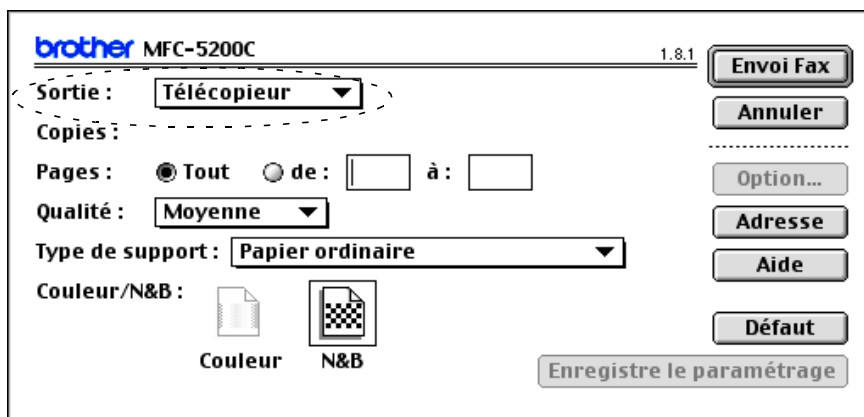 brother MFC-5200C 1.8.1
Envoi Fax
Sortie : Télécopieur
Annuler
Copies :
Pages : Tout de : à :
Option...
Qualité : Moyenne
Adresse
Type de support : Papier ordinaire
Aide
Couleur/N&B :
Défaut
Couleur N&B
Enregistre le paramétrage